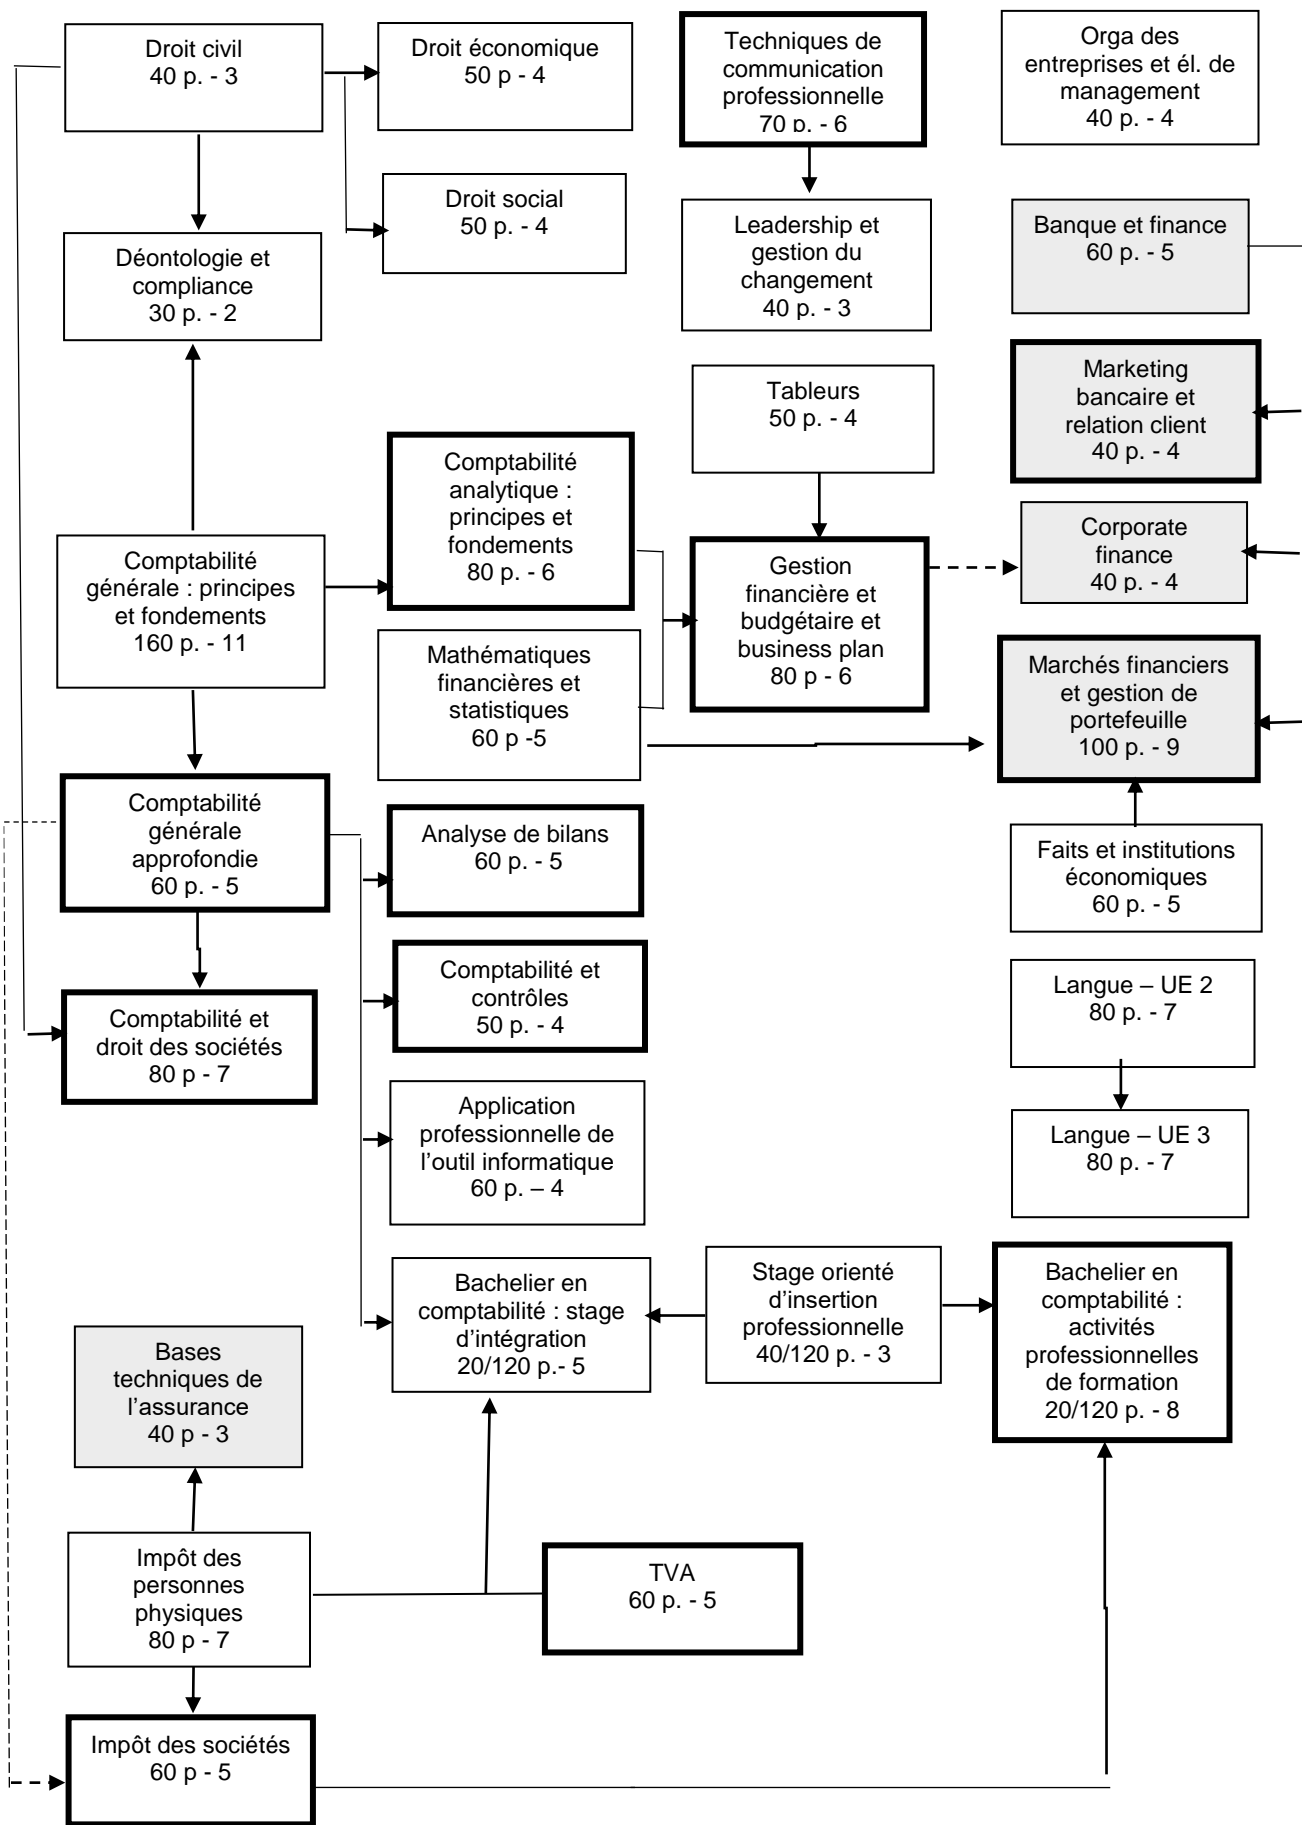 Droit civil
40 p. - 3
Droit économique
50 p - 4
Techniques de
communication
professionnelle
70 p. - 6
Orga des
entreprises et él. de
management
40 p. - 4
Droit social
50 p. - 4
Leadership et
gestion du
changement
40 p. - 3
Banque et finance
60 p. - 5
Déontologie et
compliance
30 p. - 2
Marketing
bancaire et
relation client
40 p. - 4
Tableurs
50 p. - 4
Comptabilité
analytique :
principes et
fondements
80 p. - 6
Corporate
finance
40 p. - 4
Comptabilité
générale : principes
et fondements
160 p. - 11
Gestion
financière et
budgétaire et
business plan
80 p - 6
Mathématiques
financières et
statistiques
60 p -5
Marchés financiers
et gestion de
portefeuille
100 p. - 9
Comptabilité
générale
approfondie
60 p. - 5
Analyse de bilans
60 p. - 5
Faits et institutions
économiques
60 p. - 5
Comptabilité et
contrôles
50 p. - 4
Langue – UE 2
80 p. - 7
Comptabilité et
droit des sociétés
80 p - 7
Application
professionnelle de
l’outil informatique
60 p. – 4
Langue – UE 3
80 p. - 7
Bachelier en
comptabilité : stage
d’intégration
20/120 p.- 5
Stage orienté
d’insertion
professionnelle
40/120 p. - 3
Bachelier en
comptabilité :
activités
professionnelles
de formation
20/120 p. - 8
Bases
techniques de
l’assurance
40 p - 3
Impôt des
personnes
physiques
80 p - 7
TVA
60 p. - 5
Impôt des sociétés
60 p - 5